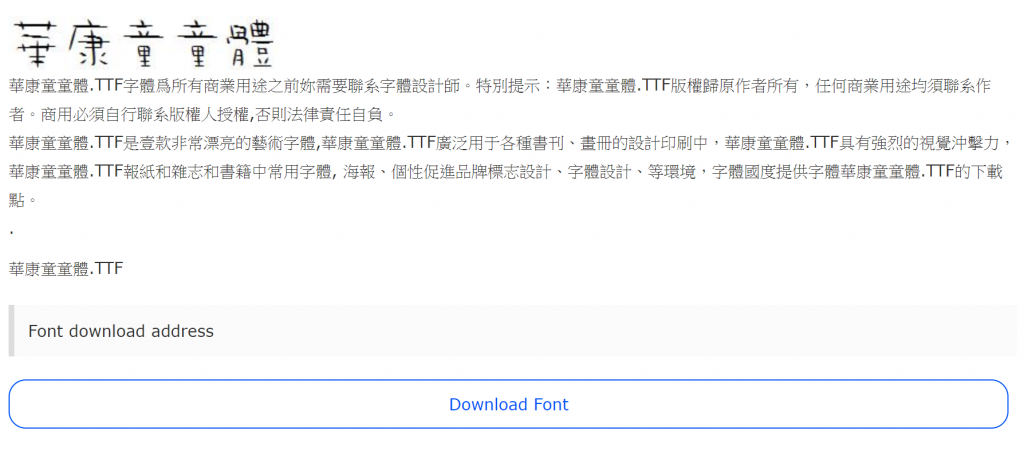 華康童童體
華康童童體.TTF字體爲所有商業用途之前妳需要聯系字體設計師。特別提示：華康童童體.TTF版權歸原作者所有，任何商業用途均須聯系作
者。商用必須自行聯系版權人授權,否則法律責任自負。
華康童童體.TTF是壹款非常漂亮的藝術字體,華康童童體.TTF廣泛用于各種書刊、畫冊的設計印刷中，華康童童體.TTF具有強烈的視覺沖擊力，
華康童童體.TTF報紙和雜志和書籍中常用字體, 海報、個性促進品牌標志設計、字體設計、等環境，字體國度提供字體華康童童體.TTF的下載
點。
.
華康童童體.TTF
Font download address
Download Font